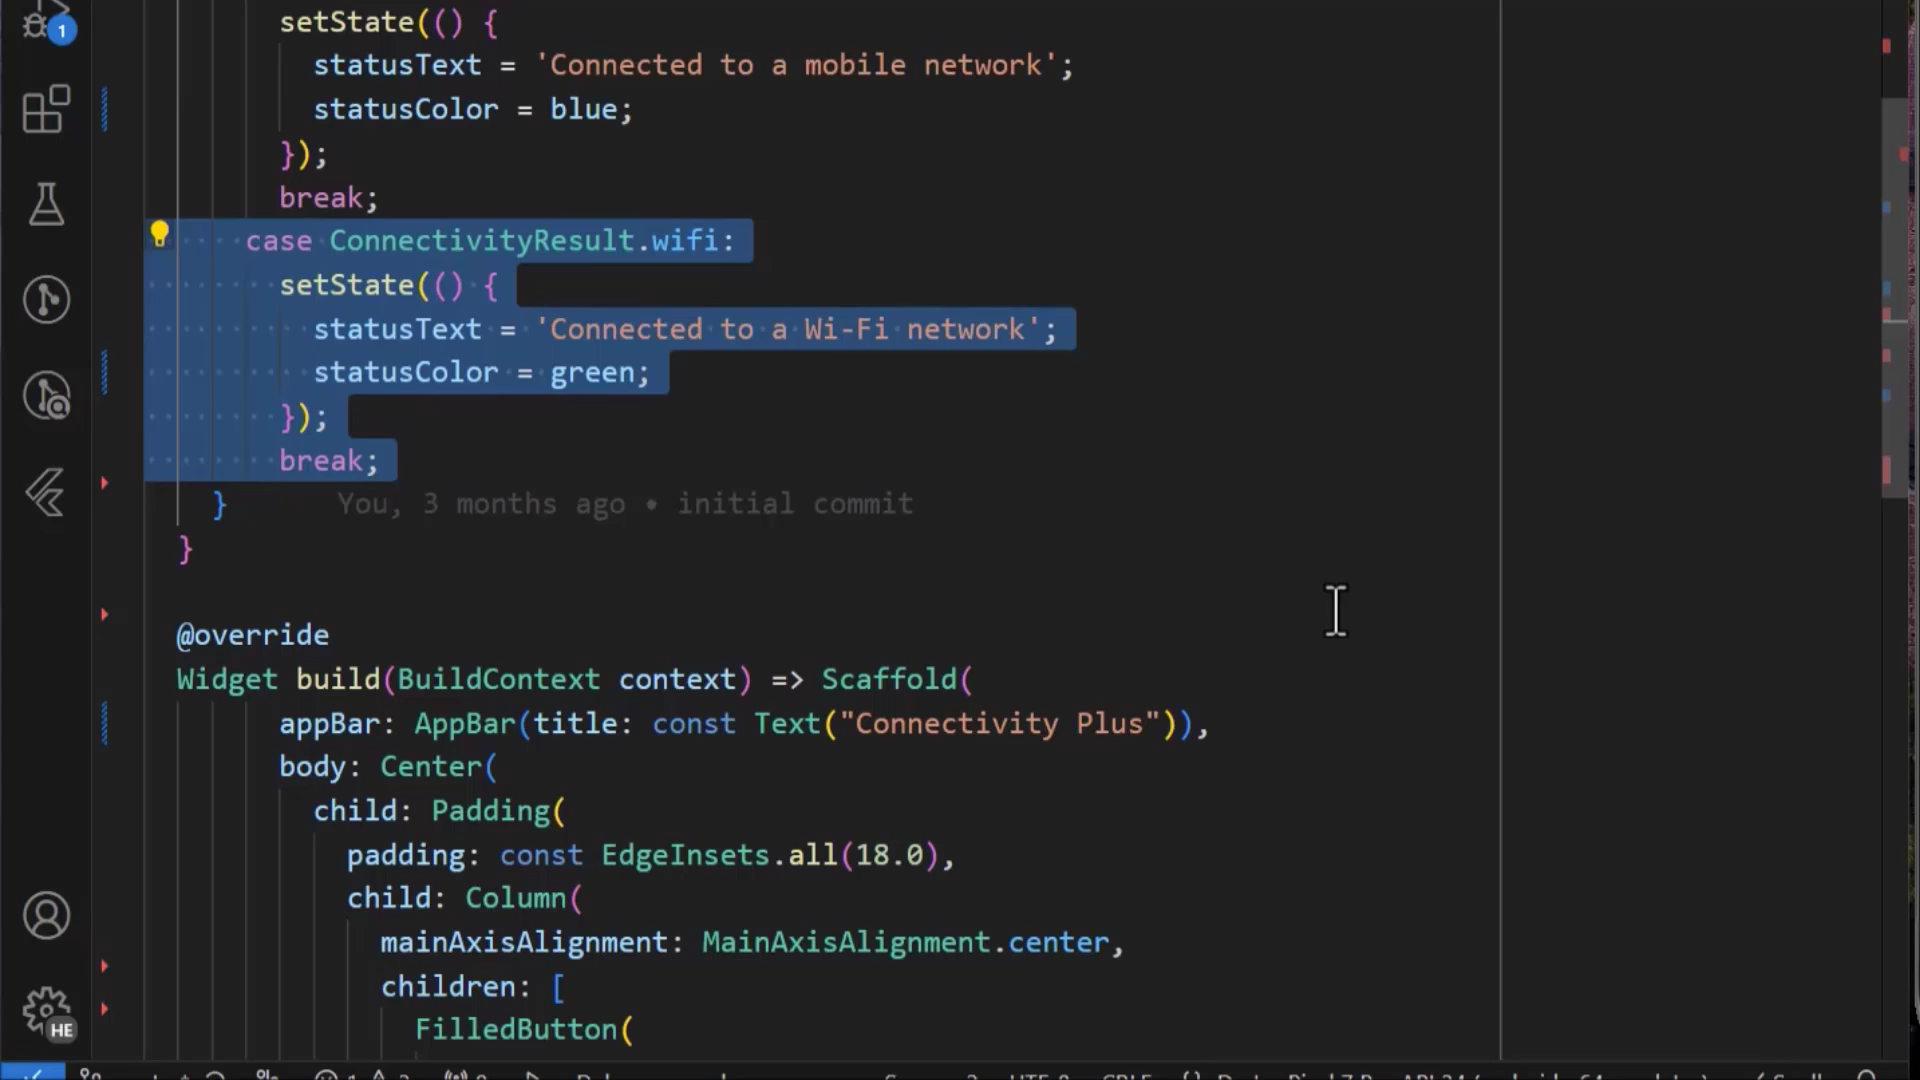 setState(() {
statusText = 'Connected to a mobile network';
statusColor = blue;
});
break;
case ConnectivityResult.wifi:
setState(() {
statusText = 'Connected to a Wi-Fi network';
statusColor = green;
});
break;
} You, 3 months ago • initial commit
}
@override
Widget build(BuildContext context) => Scaffold(
appBar: AppBar(title: const Text("Connectivity Plus")),
body: Center(
child: Padding(
padding: const EdgeInsets.all(18.0),
child: Column(
mainAxisAlignment: MainAxisAlignment.center,
children: [
FilledButton(
1
HE